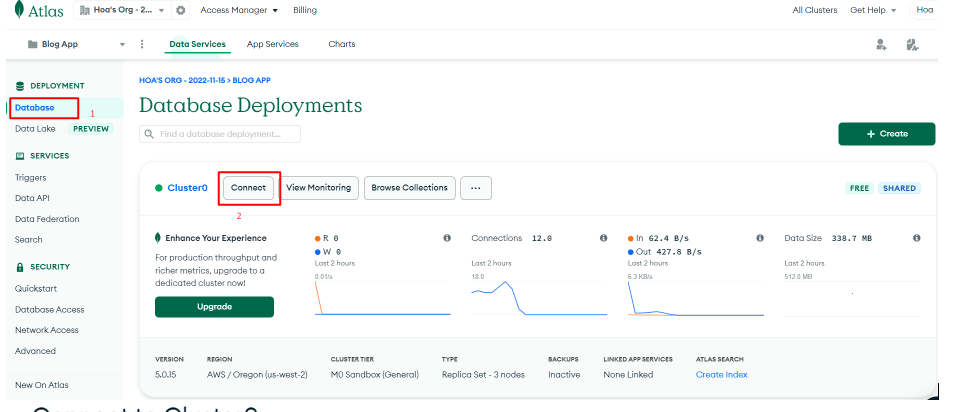 Atlas Hoa's Org - 2... Access Manager Billing All Clusters Get Help Hoa
Blog App Data Services App Services Charts
DEPLOYMENT
Database 1
Data Lake PREVIEW
SERVICES
Triggers
Data API
Data Federation
Search
SECURITY
Quickstart
Database Access
Network Access
Advanced
New On Atlas
HOA'S ORG - 2022-11-15 > BLOG APP
Database Deployments
Find a database deployment...
+ Create
Cluster0 Connect View Monitoring Browse Collections ... FREE SHARED
2
Enhance Your Experience
For production throughput and
richer metrics, upgrade to a
dedicated cluster now!
Upgrade
R 0
W 0
Last 2 hours
0.01/s
Connections 12.0
Last 2 hours
18.0
In 62.4 B/s
Out 427.8 B/s
Last 2 hours
6.3 KB/s
Data Size 338.7 MB
Last 2 hours
512.0 MB
VERSION REGION CLUSTER TIER TYPE BACKUPS LINKED APP SERVICES ATLAS SEARCH
5.0.15 AWS / Oregon (us-west-2) M0 Sandbox (General) Replica Set - 3 nodes Inactive None Linked Create Index